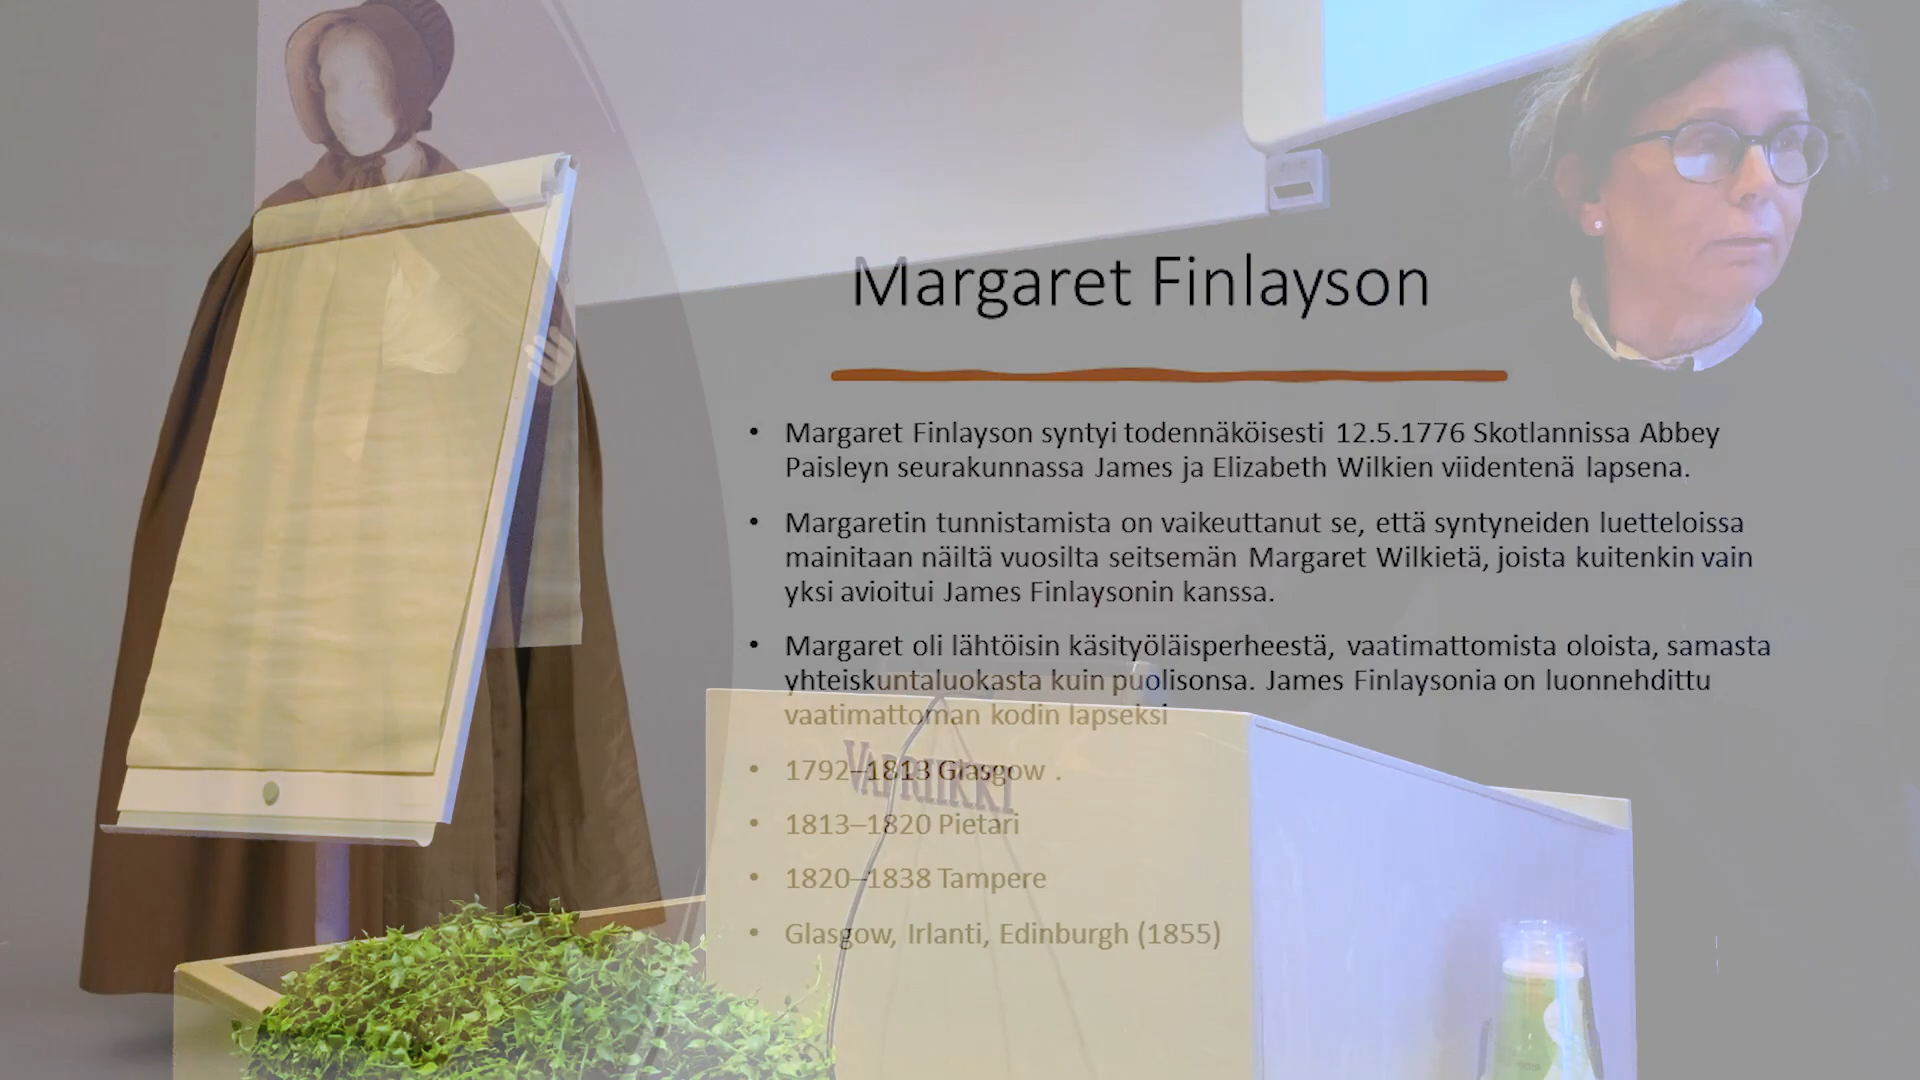 Margaret Finlayson
• Margaret Finlayson syntyi todennäköisesti 12.5.1776 Skotlannissa Abbey
Paisleyn seurakunnassa James ja Elizabeth Wilkien viidentenä lapsena.
• Margaretin tunnistamista on vaikeuttanut se, että syntyneiden luetteloissa
mainitaan näiltä vuosilta seitsemän Margaret Wilkietä, joista kuitenkin vain
yksi avioitui James Finlaysonin kanssa.
• Margaret oli lähtöisin käsityöläisperheestä, vaatimattomista oloista, samasta
yhteiskuntaluokasta kuin puolisonsa. James Finlaysonia on luonnehdittu
vaatimattoman kodin lapseksi
• 1792–1813 Glasgow .
VAPRIIKKI
• 1813–1820 Pietari
• 1820–1838 Tampere
• Glasgow, Irlanti, Edinburgh (1855)